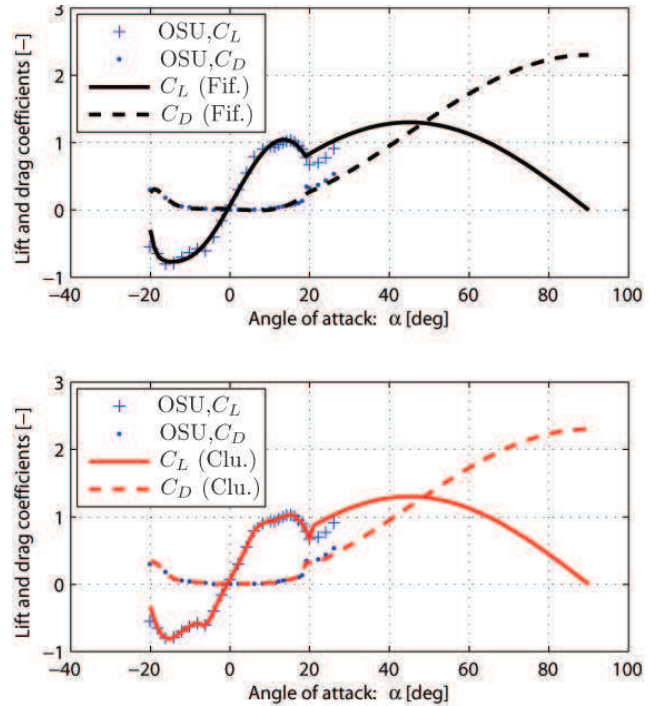 Lift and drag coefficients [−]
3
2
1
0
−1
OSU,C_L
OSU,C_D
C_L (Fif.)
C_D (Fif.)
−40 −20 0 20 40 60 80 100
Angle of attack: α [deg]
Lift and drag coefficients [−]
3
2
1
0
−1
OSU,C_L
OSU,C_D
C_L (Clu.)
C_D (Clu.)
−40 −20 0 20 40 60 80 100
Angle of attack: α [deg]